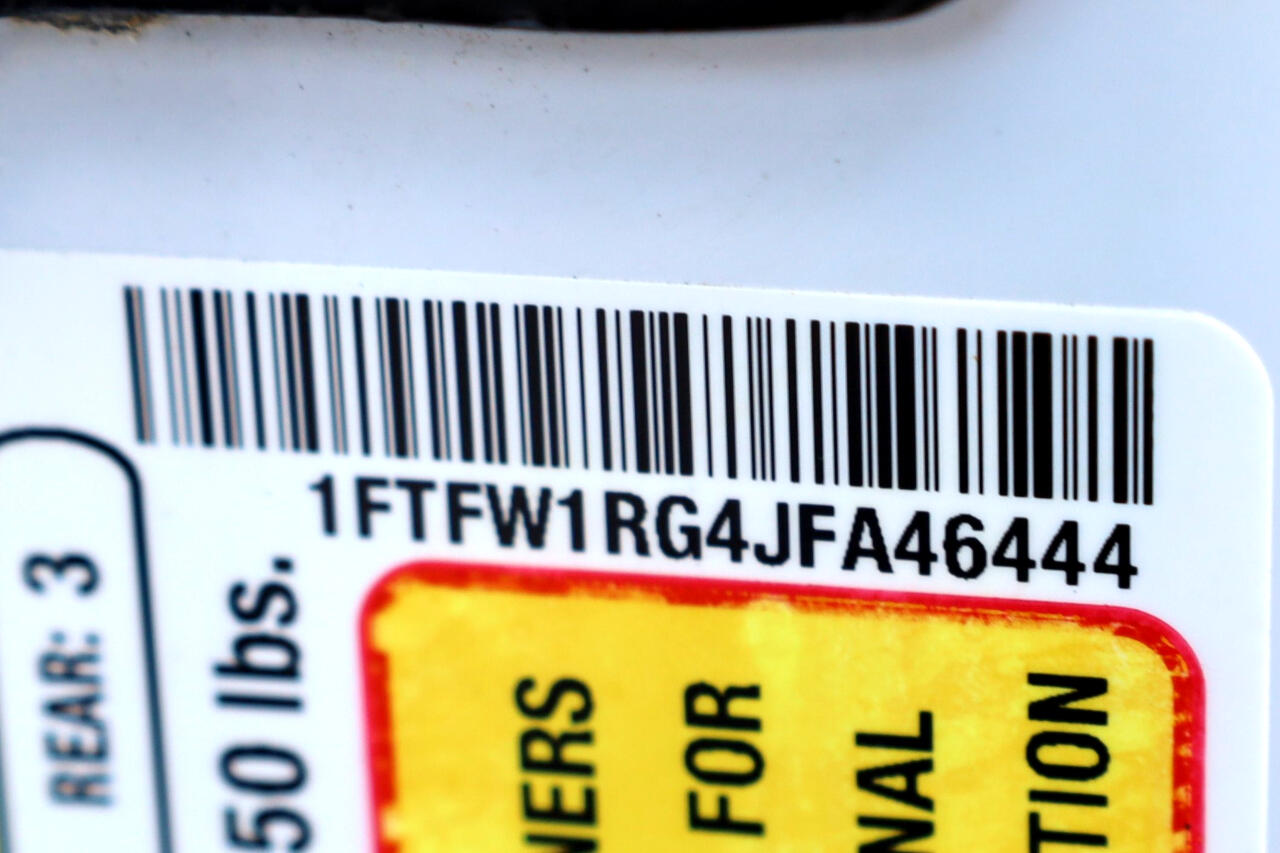 1FTFW1RG4JFA46444
REAR: 3
50 lbs.
NERS
FOR
NAL
TION